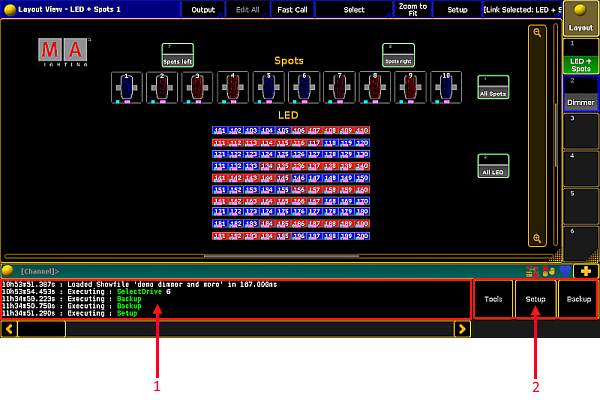 Layout View - LED + Spots 1 Output Edit All Fast Call Select Zoom to Fit Setup [Link Selected: LED + S
Layout
MA
LIGHTING
Spots left
Spots right
Spots
1 2 3 4 5 6 7 8 9 10
All Spots
LED
101 102 103 104 105 106 107 108 109 110
111 112 113 114 115 116 117 118 119 120
121 122 123 124 125 126 127 128 129 130
131 132 133 134 135 136 137 138 139 140
141 142 143 144 145 146 147 148 149 150
151 152 153 154 155 156 157 158 159 160
161 162 163 164 165 166 167 168 169 170
171 172 173 174 175 176 177 178 179 180
181 182 183 184 185 186 187 188 189 190
191 192 193 194 195 196 197 198 199 200
All LED
1
LED + Spots
2
Dimmer
3
4
5
6
[Channel]>
10h53m51.387s : Loaded Showfile 'demo dimmer and more' in 167.000ms
10h53m54.453s : Executing : SelectDrive 6
11h34m50.223s : Executing : Backup
11h34m50.758s : Executing : Backup
11h34m51.290s : Executing : Setup
Tools Setup Backup
1 2